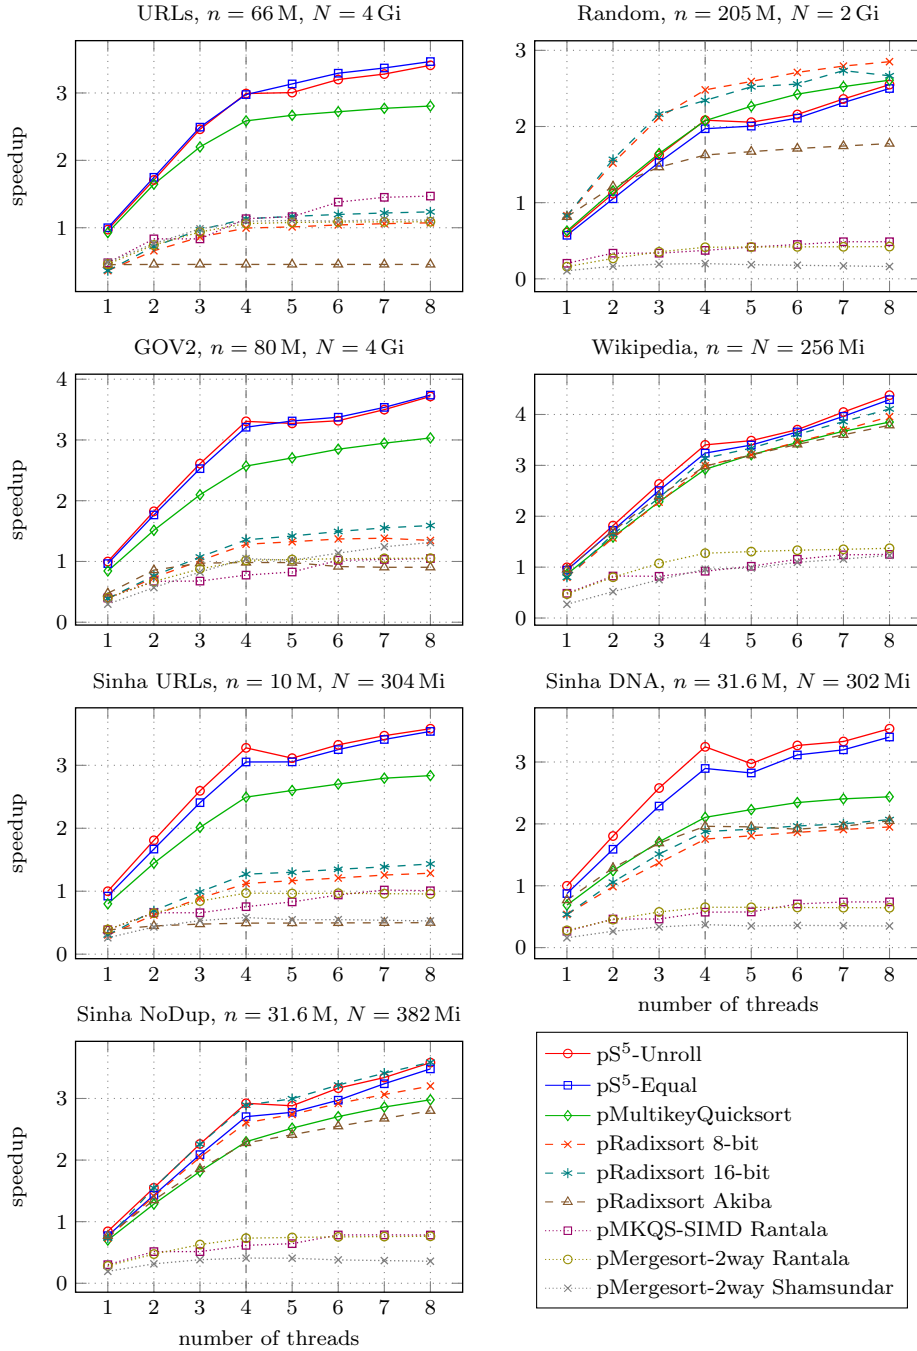 URLs, n = 66 M, N = 4 Gi
speedup
3
2
1
1 2 3 4 5 6 7 8
Random, n = 205 M, N = 2 Gi
3
2
1
0
1 2 3 4 5 6 7 8
GOV2, n = 80 M, N = 4 Gi
speedup
4
3
2
1
0
1 2 3 4 5 6 7 8
Wikipedia, n = N = 256 Mi
4
3
2
1
0
1 2 3 4 5 6 7 8
Sinha URLs, n = 10 M, N = 304 Mi
speedup
3
2
1
0
1 2 3 4 5 6 7 8
Sinha DNA, n = 31.6 M, N = 302 Mi
3
2
1
0
1 2 3 4 5 6 7 8
number of threads
Sinha NoDup, n = 31.6 M, N = 382 Mi
speedup
3
2
1
0
1 2 3 4 5 6 7 8
number of threads
pS⁵-Unroll
pS⁵-Equal
pMultikeyQuicksort
pRadixsort 8-bit
pRadixsort 16-bit
pRadixsort Akiba
pMKQS-SIMD Rantala
pMergesort-2way Rantala
pMergesort-2way Shamsundar